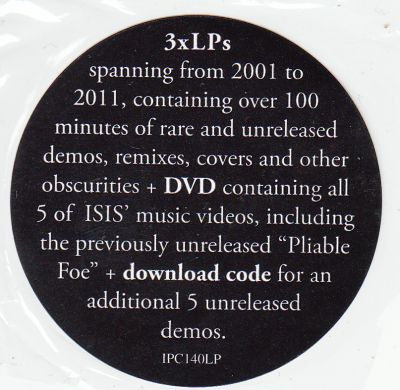 3xLPs
spanning from 2001 to
2011, containing over 100
minutes of rare and unreleased
demos, remixes, covers and other
obscurities + DVD containing all
5 of ISIS’ music videos, including
the previously unreleased “Pliable
Foe” + download code for an
additional 5 unreleased
demos.
IPC140LP